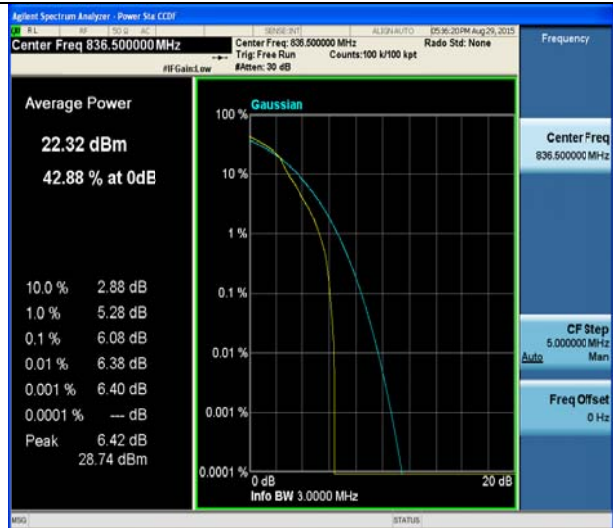 Agilent Spectrum Analyzer - Power Stat CCDF
RL RF 50 Ω AC SENSE:INT ALIGN AUTO 05:36:20 PM Aug 29, 2015
Center Freq 836.500000 MHz
Center Freq: 836.500000 MHz Radio Std: None
Trig: Free Run Counts:100 k/100 kpt
#IFGain:Low #Atten: 30 dB
Frequency
Average Power
22.32 dBm
42.88 % at 0dB
10.0 % 2.88 dB
1.0 % 5.28 dB
0.1 % 6.08 dB
0.01 % 6.38 dB
0.001 % 6.40 dB
0.0001 % --- dB
Peak 6.42 dB
28.74 dBm
Gaussian
100 %
10 %
1 %
0.1 %
0.01 %
0.001 %
0.0001 %
0 dB 20 dB
Info BW 3.0000 MHz
Center Freq
836.500000 MHz
CF Step
5.000000 MHz
Auto Man
Freq Offset
0 Hz
MSG STATUS